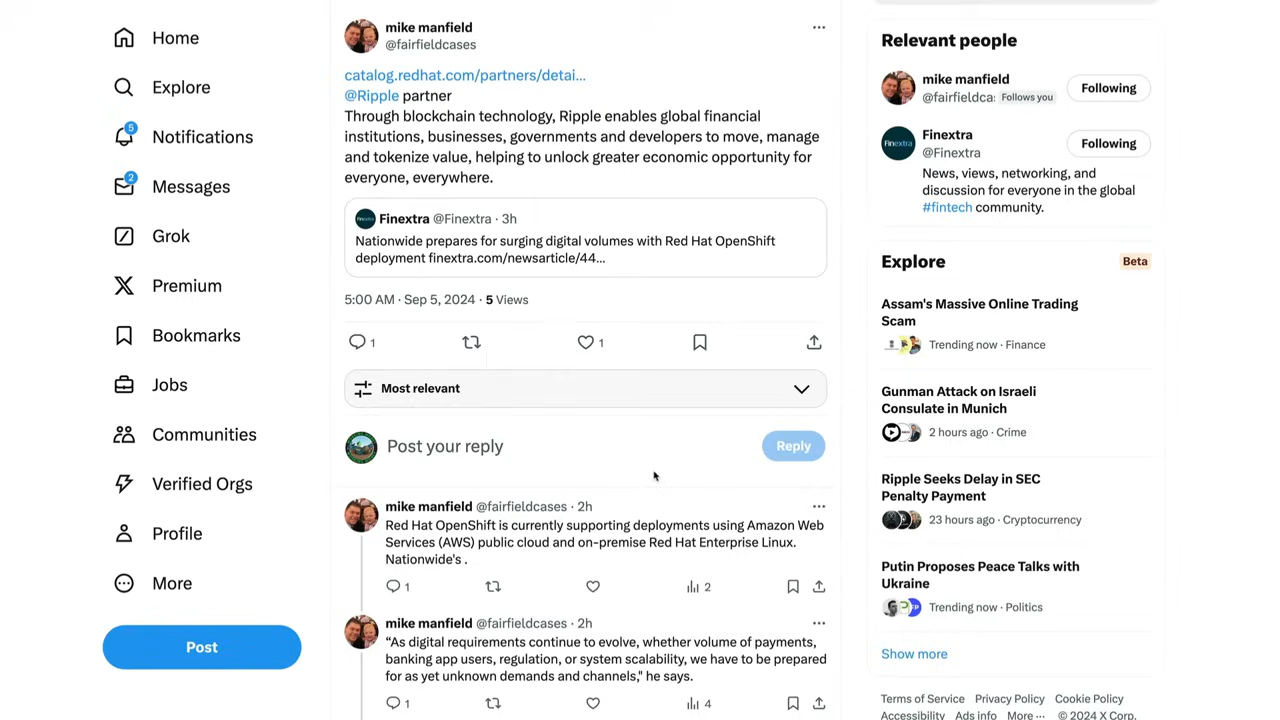 Home
Explore
5
Notifications
2
Messages
Grok
Premium
Bookmarks
Jobs
Communities
Verified Orgs
Profile
More
Post
mike manfield
@fairfieldcases
catalog.redhat.com/partners/detai...
@Ripple partner
Through blockchain technology, Ripple enables global financial
institutions, businesses, governments and developers to move, manage
and tokenize value, helping to unlock greater economic opportunity for
everyone, everywhere.
Finextra @Finextra · 3h
Nationwide prepares for surging digital volumes with Red Hat OpenShift
deployment finextra.com/newsarticle/44...
5:00 AM · Sep 5, 2024 · 5 Views
1
1
Most relevant
Post your reply
Reply
mike manfield @fairfieldcases · 2h
Red Hat OpenShift is currently supporting deployments using Amazon Web
Services (AWS) public cloud and on-premise Red Hat Enterprise Linux.
Nationwide's .
1
2
mike manfield @fairfieldcases · 2h
“As digital requirements continue to evolve, whether volume of payments,
banking app users, regulation, or system scalability, we have to be prepared
for as yet unknown demands and channels,” he says.
1
4
Relevant people
mike manfield
@fairfieldca: Follows you
Following
Finextra
@Finextra
Following
News, views, networking, and
discussion for everyone in the global
#fintech community.
Explore
Beta
Assam's Massive Online Trading
Scam
Trending now · Finance
Gunman Attack on Israeli
Consulate in Munich
2 hours ago · Crime
Ripple Seeks Delay in SEC
Penalty Payment
23 hours ago · Cryptocurrency
Putin Proposes Peace Talks with
Ukraine
Trending now · Politics
Show more
Terms of Service Privacy Policy Cookie Policy
Accessibility Ads info More ··· © 2024 X Corp.